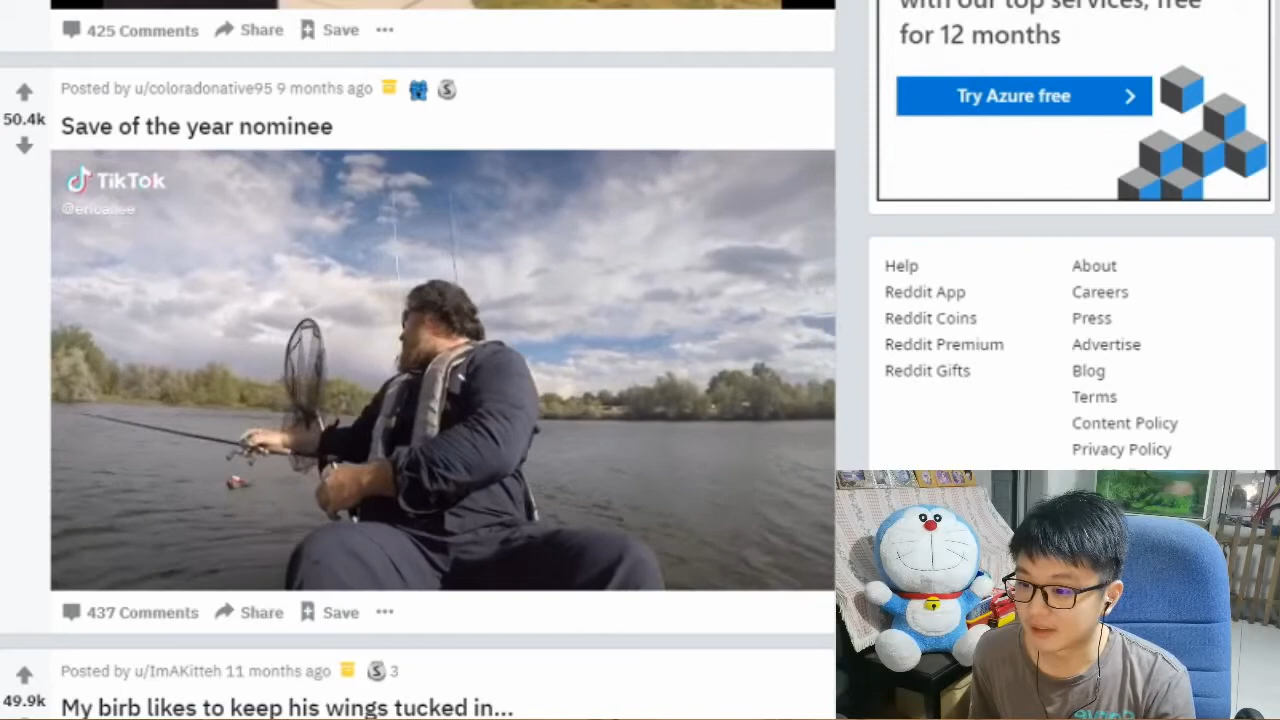 with our top services, free
for 12 months
Try Azure free
425 Comments
Share
Save
Posted by u/coloradonative95 9 months ago
50.4k
Save of the year nominee
TikTok
Help
Reddit App
Reddit Coins
Reddit Premium
Reddit Gifts
About
Careers
Press
Advertise
Blog
Terms
Content Policy
Privacy Policy
437 Comments
Share
Save
Posted by u/ImAKitteh 11 months ago
3
49.9k
My birb likes to keep his wings tucked in...